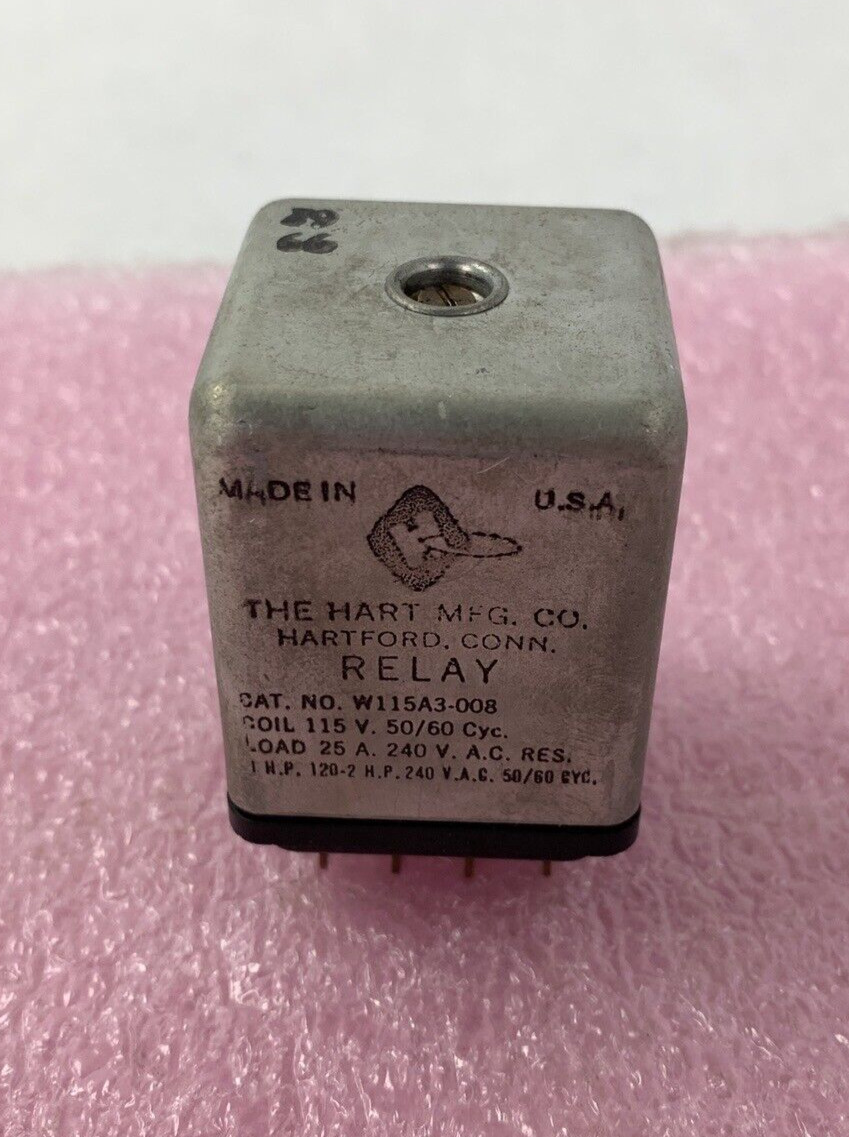 66
MADE IN U.S.A.
H
THE HART MFG. CO.
HARTFORD, CONN.
RELAY
CAT. NO. W115A3-008
COIL 115 V. 50/60 Cyc.
LOAD 25 A. 240 V. A.C. RES.
1 H.P. 120-2 H.P. 240 V.A.C. 50/60 CYC.